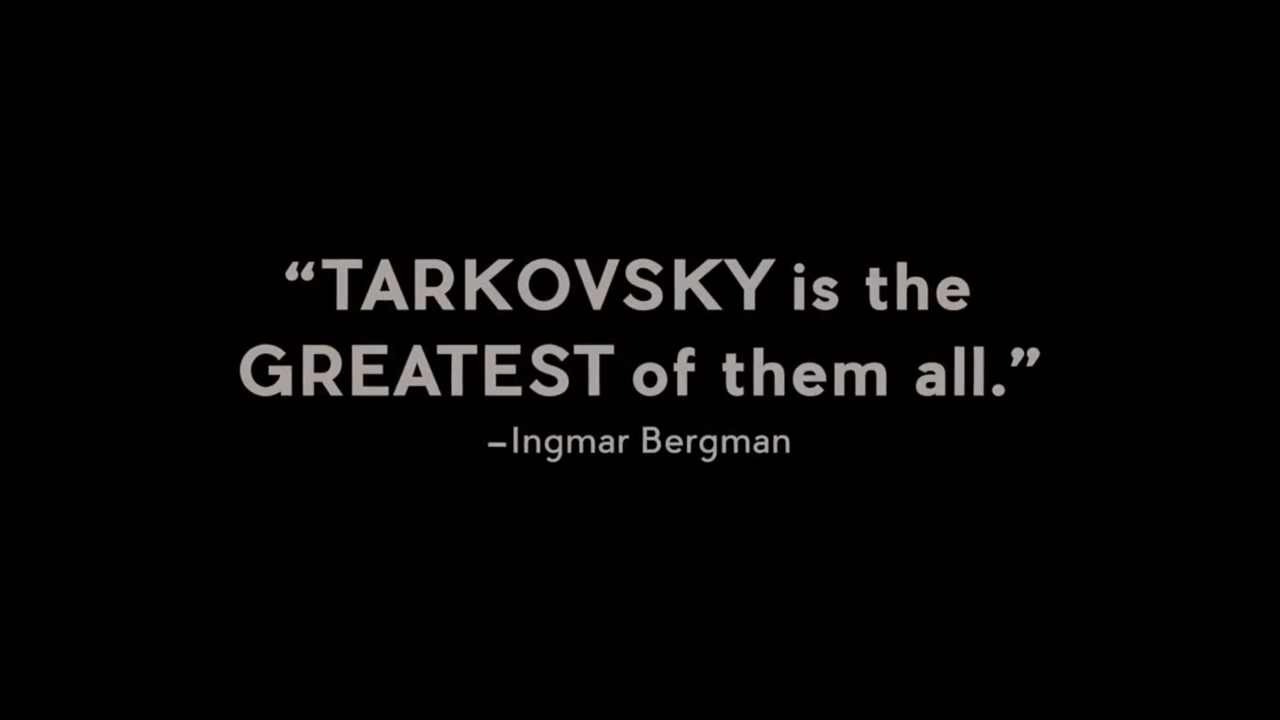 “TARKOVSKY is the
GREATEST of them all.”
–Ingmar Bergman